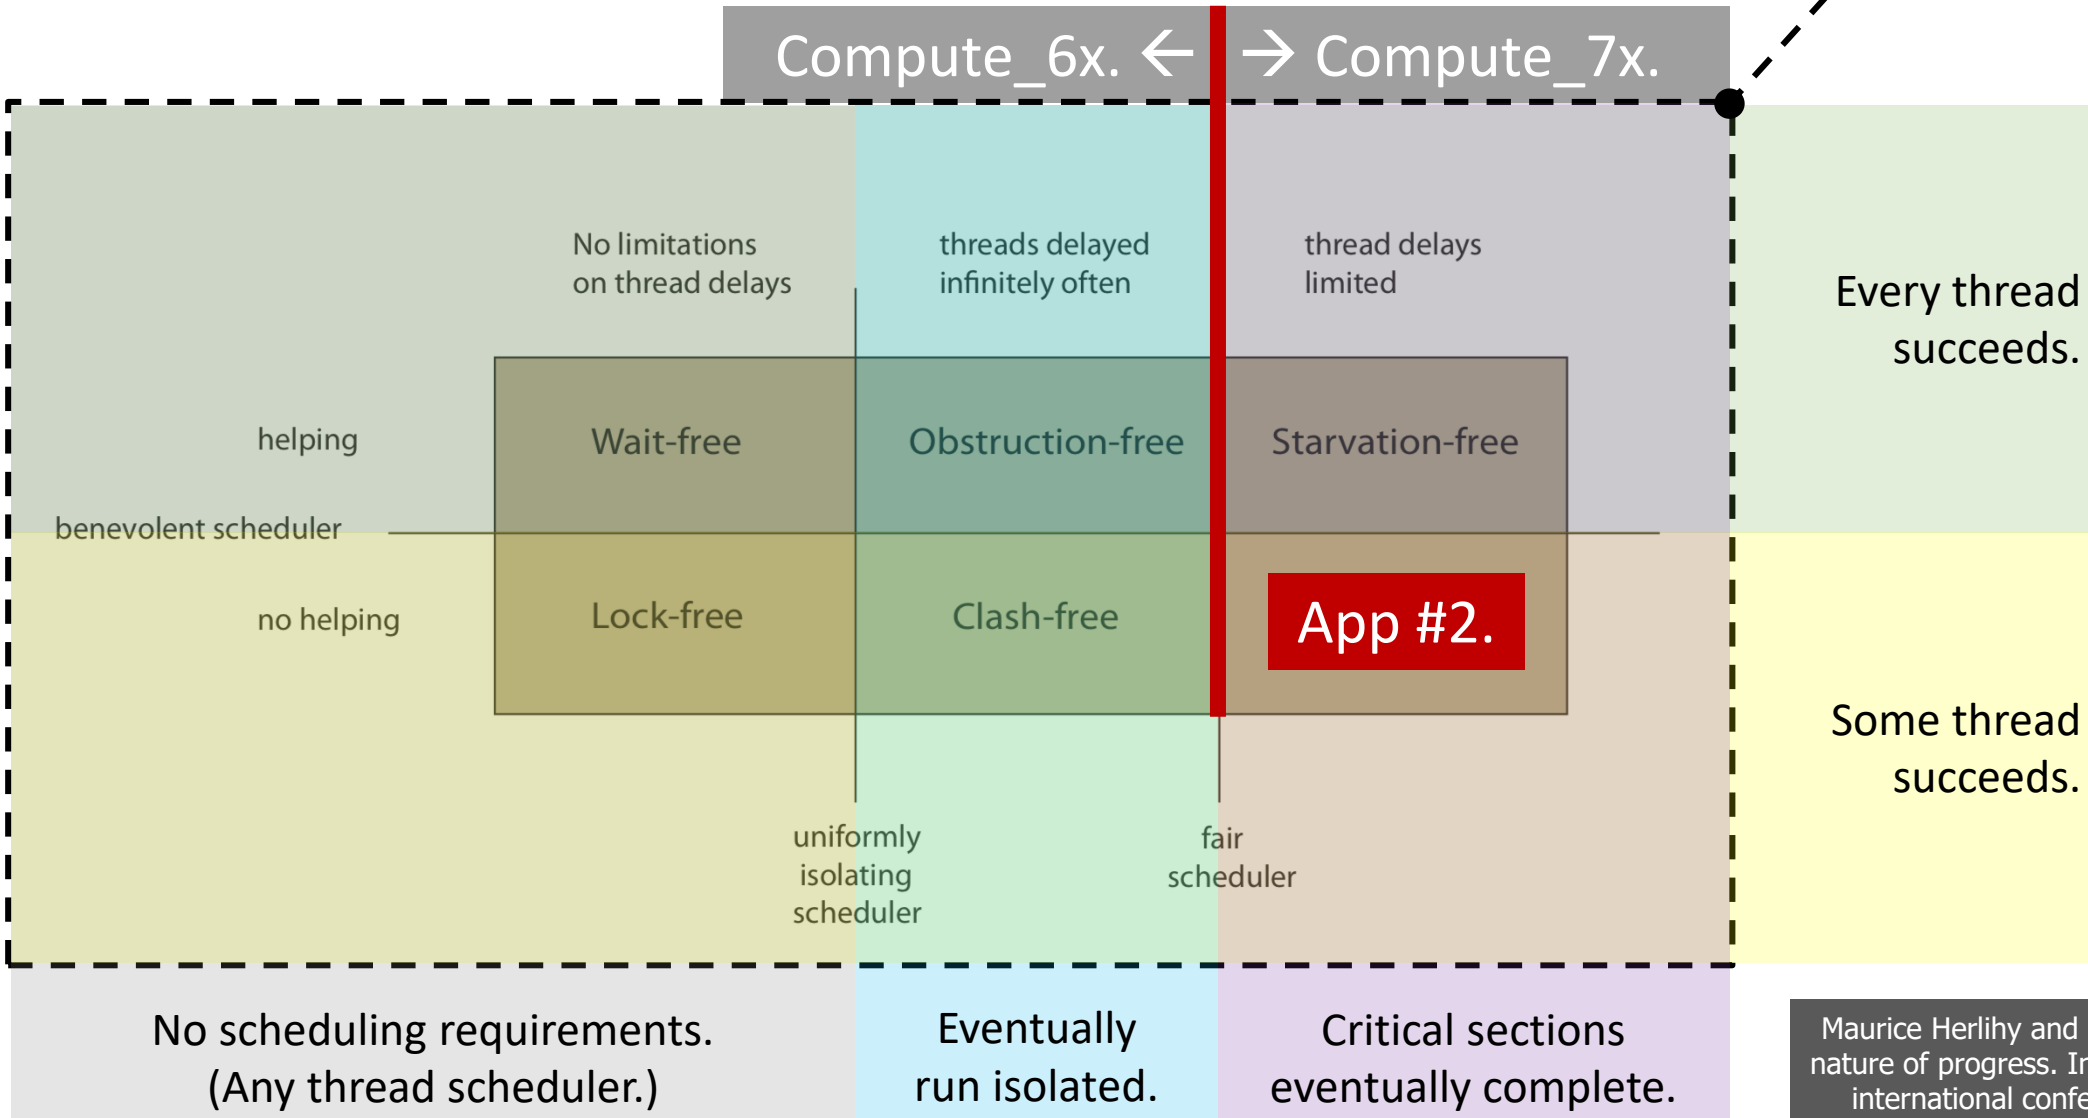 Compute_6x. ← → Compute_7x.
No limitations
on thread delays
threads delayed
infinitely often
thread delays
limited
Every thread
succeeds.
helping
Wait-free
Obstruction-free
Starvation-free
benevolent scheduler
no helping
Lock-free
Clash-free
App #2.
Some thread
succeeds.
uniformly
isolating
scheduler
fair
scheduler
No scheduling requirements.
(Any thread scheduler.)
Eventually
run isolated.
Critical sections
eventually complete.
Maurice Herlihy and
nature of progress. In
international confe